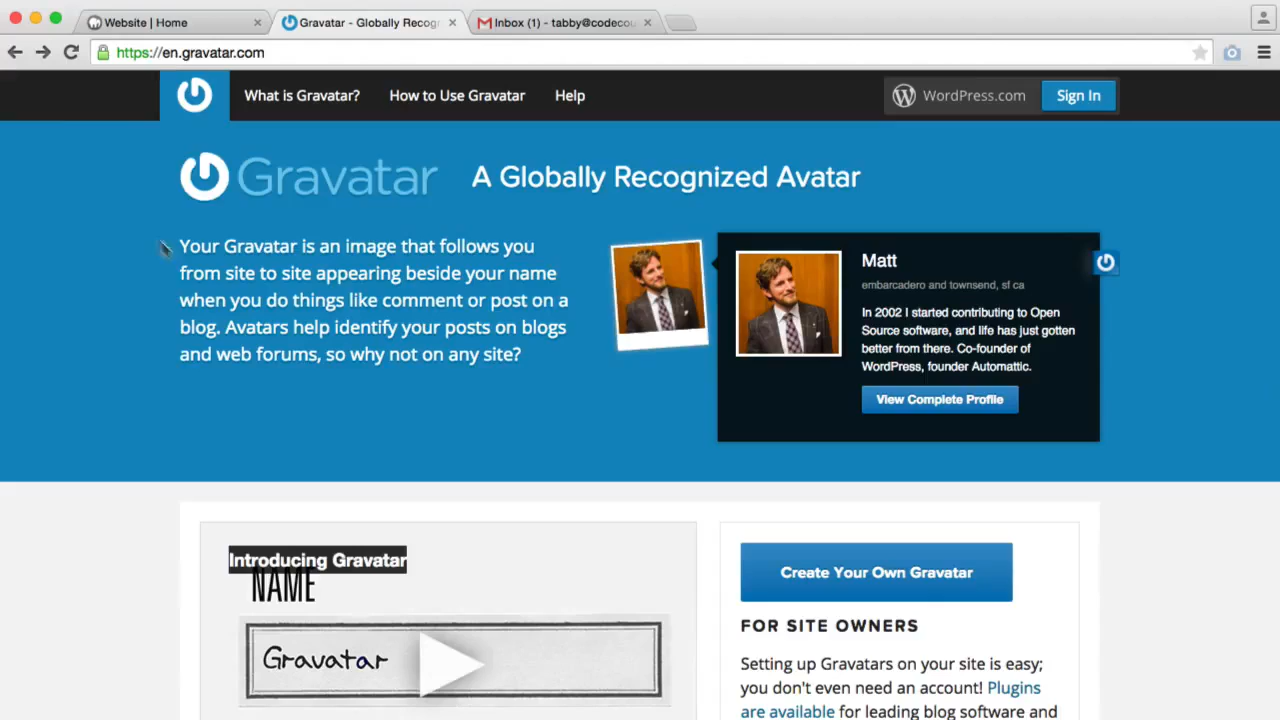 Website | Home
Gravatar - Globally Recogn
Inbox (1) - tabby@codecou
https://en.gravatar.com
What is Gravatar?
How to Use Gravatar
Help
WordPress.com
Sign In
Gravatar
A Globally Recognized Avatar
Your Gravatar is an image that follows you
from site to site appearing beside your name
when you do things like comment or post on a
blog. Avatars help identify your posts on blogs
and web forums, so why not on any site?
Matt
embarcadero and townsend, sf ca
In 2002 I started contributing to Open
Source software, and life has just gotten
better from there. Co-founder of
WordPress, founder Automattic.
View Complete Profile
Introducing Gravatar
NAME
Gravatar
Create Your Own Gravatar
FOR SITE OWNERS
Setting up Gravatars on your site is easy;
you don't even need an account! Plugins
are available for leading blog software and